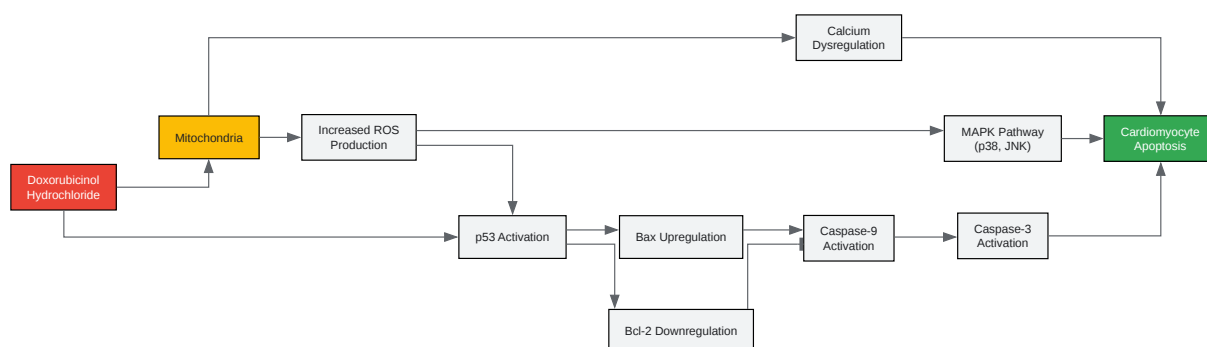 Calcium
Dysregulation
Mitochondria
Increased ROS
Production
MAPK Pathway
(p38, JNK)
Cardiomyocyte
Apoptosis
Doxorubicinol
Hydrochloride
p53 Activation
Bax Upregulation
Caspase-9
Activation
Caspase-3
Activation
Bcl-2 Downregulation